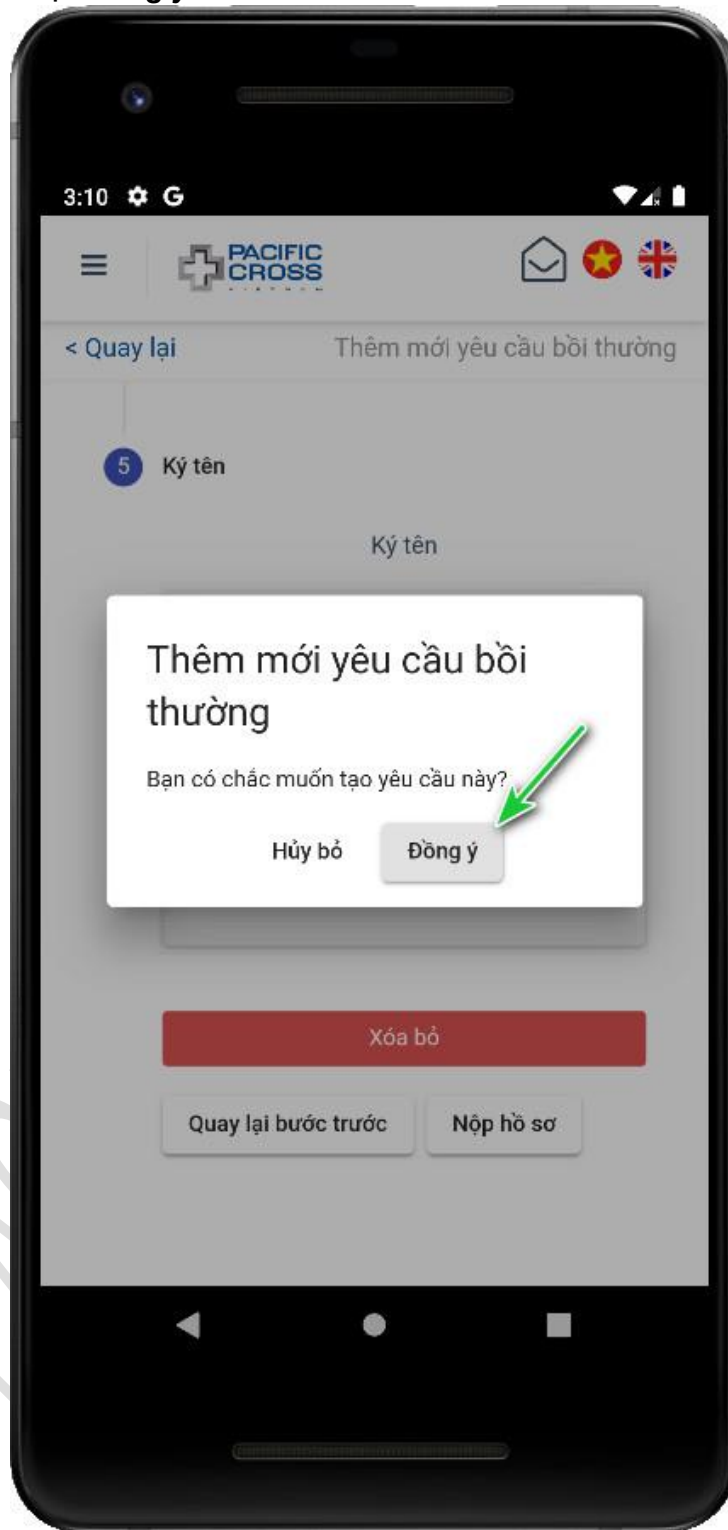 3:10 G
PACIFIC
CROSS
< Quay lại Thêm mới yêu cầu bồi thường
5 Ký tên
Ký tên
Thêm mới yêu cầu bồi
thường
Bạn có chắc muốn tạo yêu cầu này?
Hủy bỏ Đồng ý
Xóa bỏ
Quay lại bước trước Nộp hồ sơ